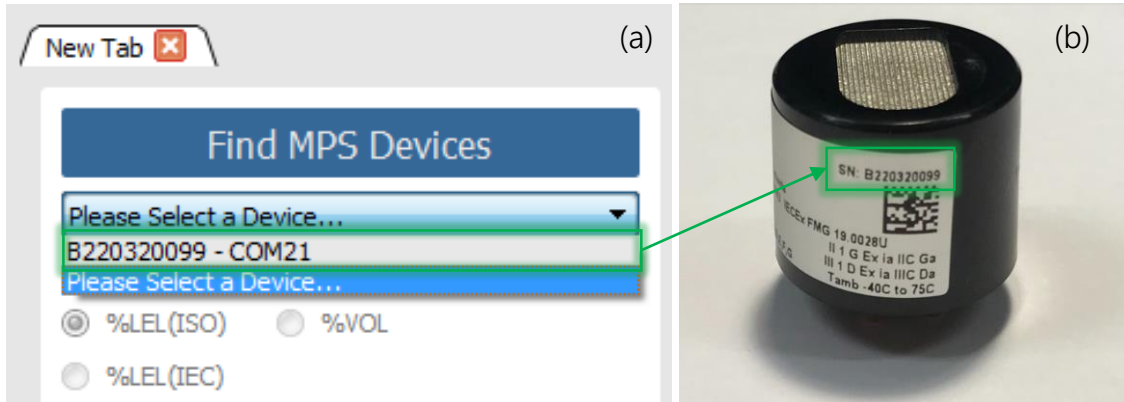 New Tab
(a)
Find MPS Devices
Please Select a Device...
B220320099 - COM21
Please Select a Device...
%LEL(ISO) %VOL
%LEL(IEC)
(b)
SN: B220320099
IECEx FMG 19.0028U
II 1 G Ex ia IIC Ga
III 1 D Ex ia IIIC Da
Tamb -40C to 75C